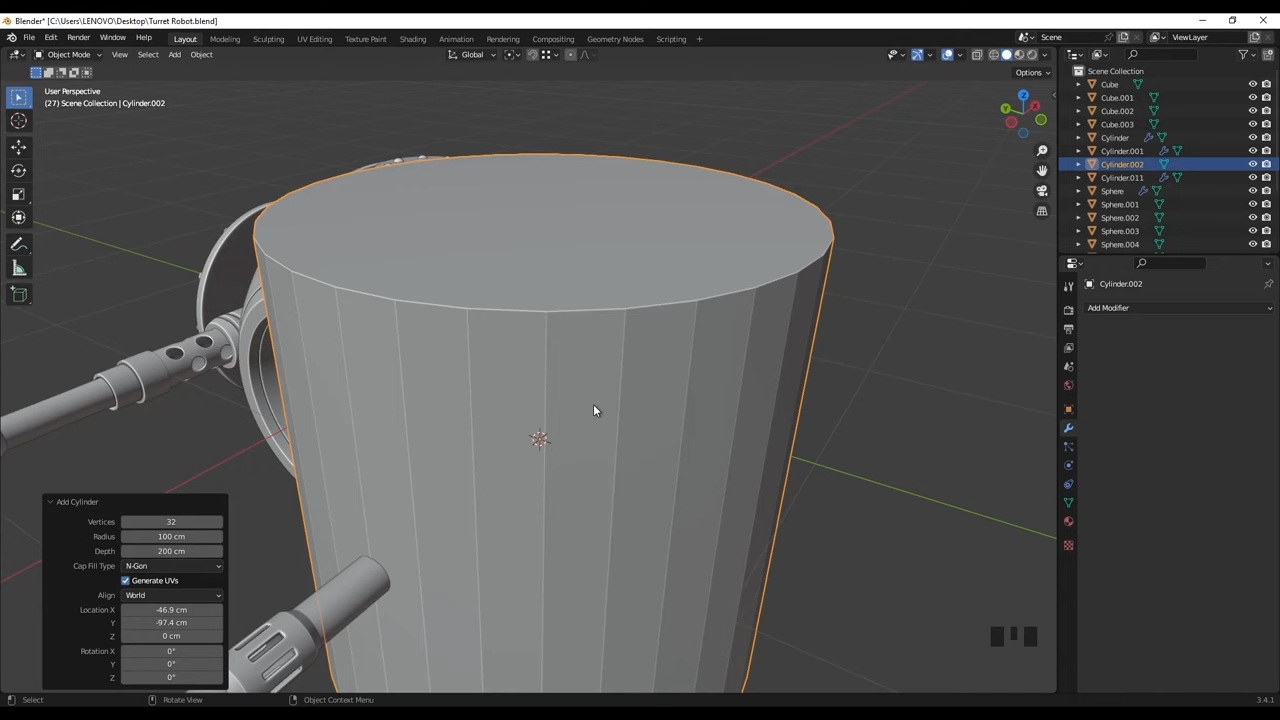 Blender* [C:\Users\LENOVO\Desktop\Turret Robot.blend]
File Edit Render Window Help Layout Modeling Sculpting UV Editing Texture Paint Shading Animation Rendering Compositing Geometry Nodes Scripting + Scene ViewLayer
Object Mode View Select Add Object Global
Options
User Perspective
(27) Scene Collection | Cylinder.002
Z
Y
X
Scene Collection
Cube
Cube.001
Cube.002
Cube.003
Cylinder
Cylinder.001
Cylinder.002
Cylinder.011
Sphere
Sphere.001
Sphere.002
Sphere.003
Sphere.004
Cylinder.002
Add Modifier
Add Cylinder
Vertices 32
Radius 100 cm
Depth 200 cm
Cap Fill Type N-Gon
Generate UVs
Align World
Location X -46.9 cm
Y -97.4 cm
Z 0 cm
Rotation X 0°
Y 0°
Z 0°
Select Rotate View Object Context Menu 3.4.1